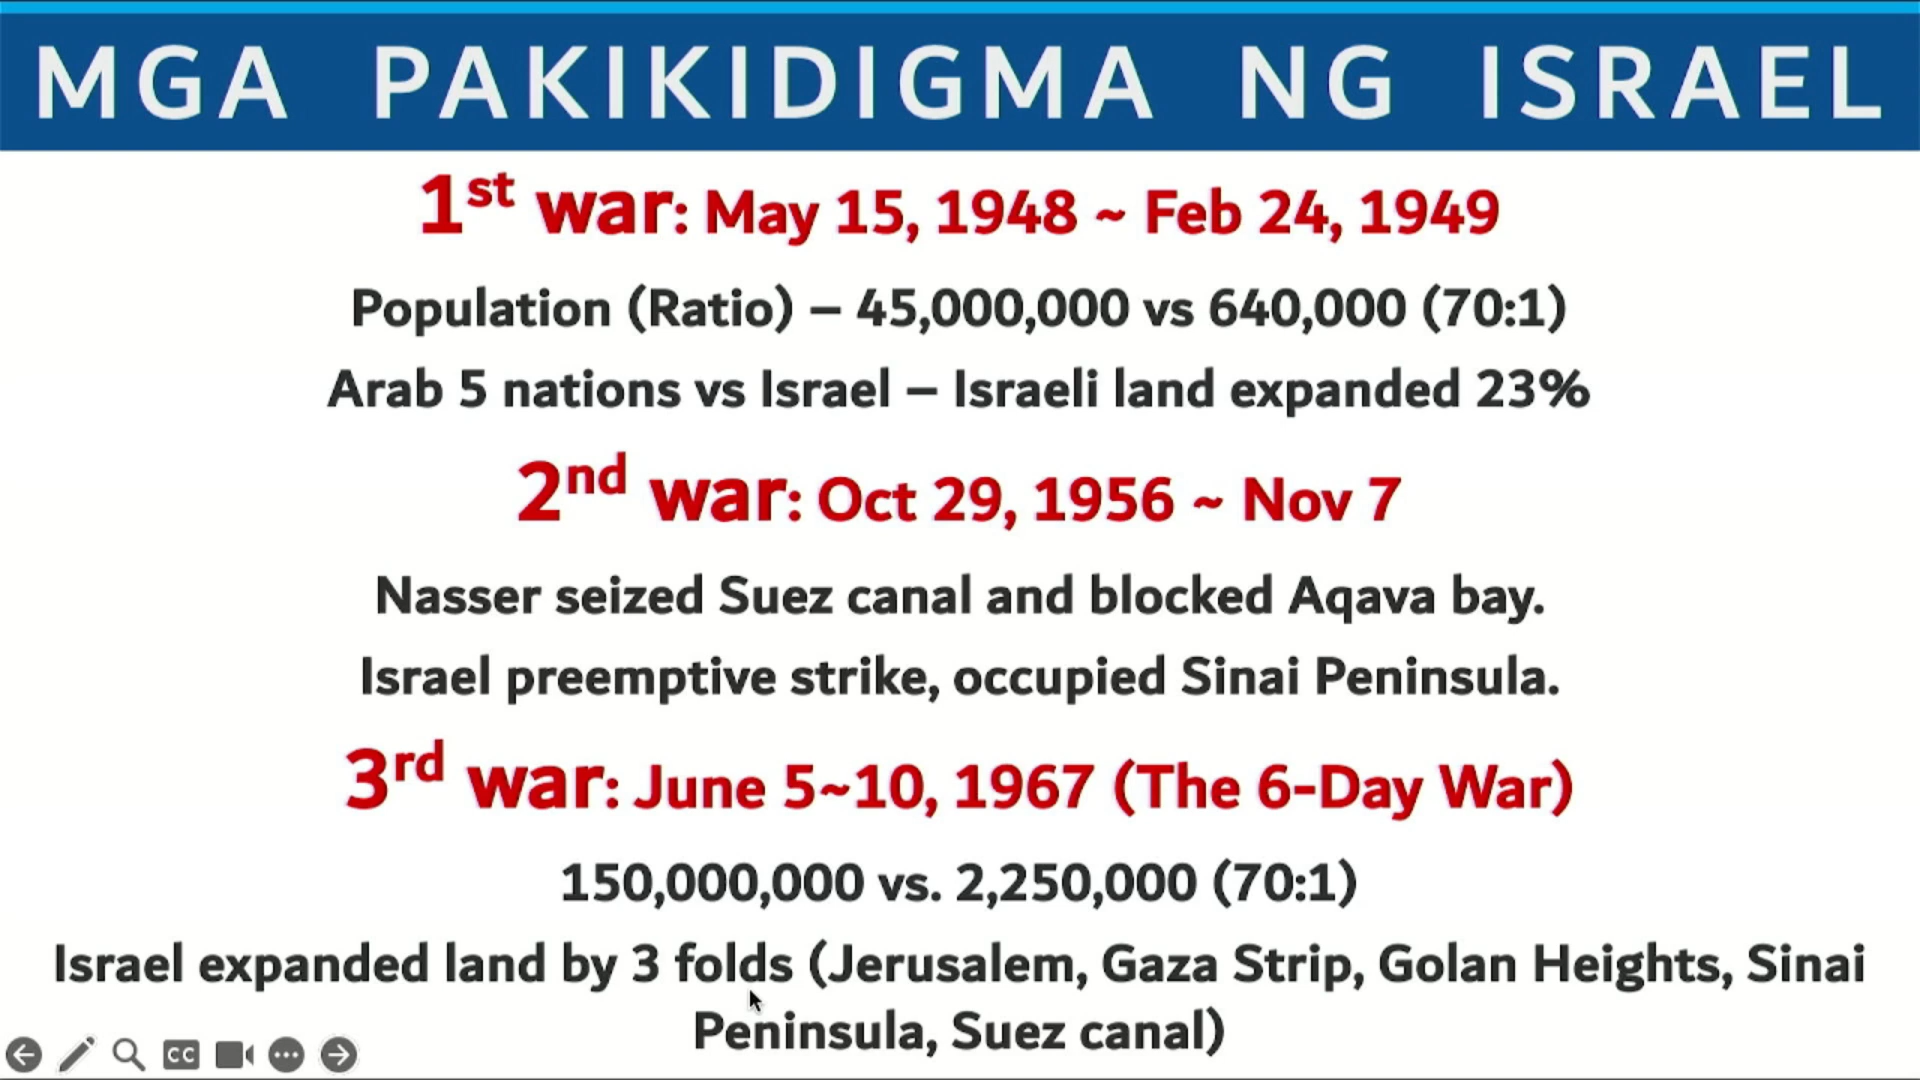 MGA PAKIKIDIGMA NG ISRAEL
1st war: May 15, 1948 ~ Feb 24, 1949
Population (Ratio) – 45,000,000 vs 640,000 (70:1)
Arab 5 nations vs Israel – Israeli land expanded 23%
2nd war: Oct 29, 1956 ~ Nov 7
Nasser seized Suez canal and blocked Aqava bay.
Israel preemptive strike, occupied Sinai Peninsula.
3rd war: June 5~10, 1967 (The 6-Day War)
150,000,000 vs. 2,250,000 (70:1)
Israel expanded land by 3 folds (Jerusalem, Gaza Strip, Golan Heights, Sinai
Peninsula, Suez canal)
CC